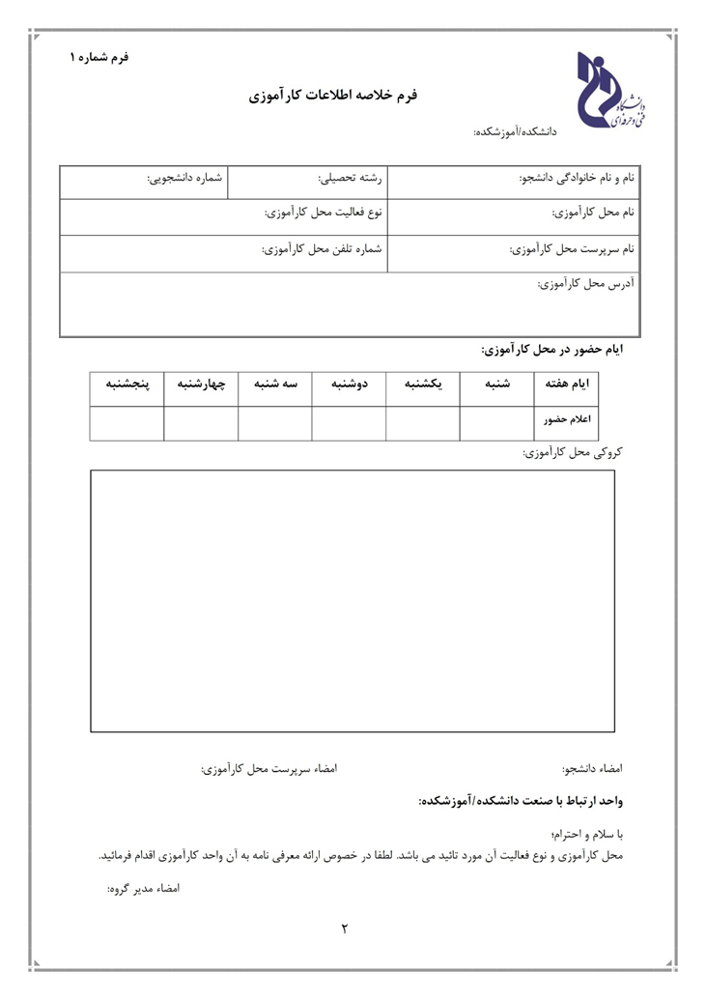 فرم شماره ۱
دانشگاه
فنی و حرفه‌ای
فرم خلاصه اطلاعات کارآموزی
دانشکده/آموزشکده:
نام و نام خانوادگی دانشجو: رشته تحصیلی: شماره دانشجویی:
نام محل کارآموزی: نوع فعالیت محل کارآموزی:
نام سرپرست محل کارآموزی: شماره تلفن محل کارآموزی:
آدرس محل کارآموزی:
ایام حضور در محل کارآموزی:
ایام هفته شنبه یکشنبه دوشنبه سه شنبه چهارشنبه پنجشنبه
اعلام حضور
کروکی محل کارآموزی:
امضاء دانشجو: امضاء سرپرست محل کارآموزی:
واحد ارتباط با صنعت دانشکده/آموزشکده:
با سلام و احترام؛
محل کارآموزی و نوع فعالیت آن مورد تائید می باشد. لطفا در خصوص ارائه معرفی نامه به آن واحد کارآموزی اقدام فرمائید.
امضاء مدیر گروه:
۲